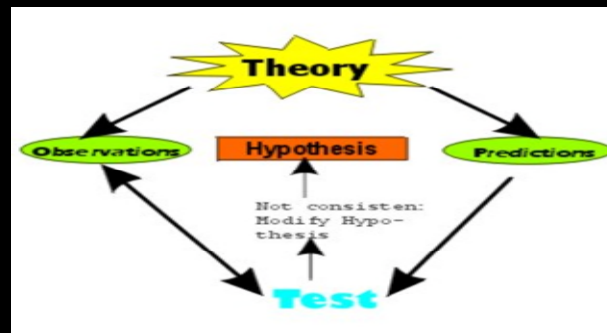 Theory
Observations
Hypothesis
Predictions
Not consisten:
Modify Hypo-
thesis
Test